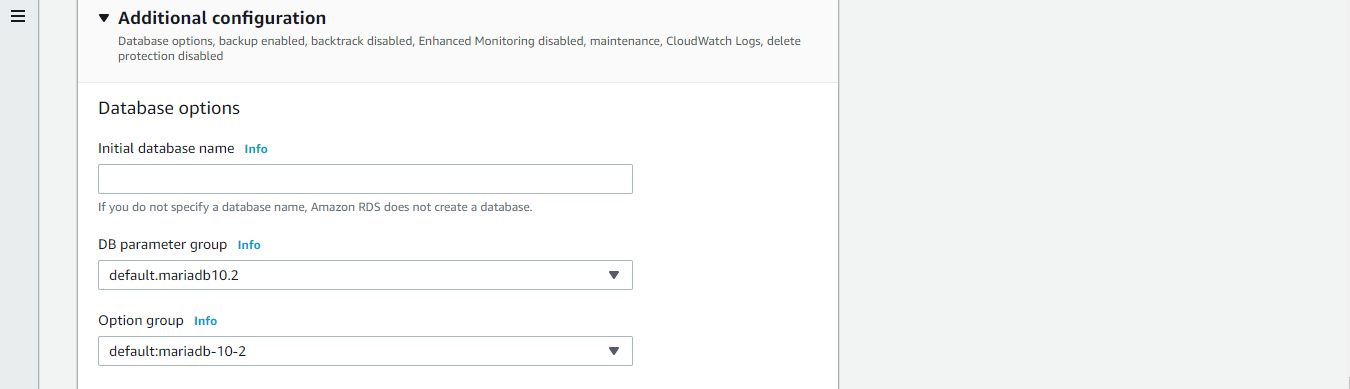 Additional configuration
Database options, backup enabled, backtrack disabled, Enhanced Monitoring disabled, maintenance, CloudWatch Logs, delete
protection disabled
Database options
Initial database name Info
If you do not specify a database name, Amazon RDS does not create a database.
DB parameter group Info
default.mariadb10.2
Option group Info
default:mariadb-10-2